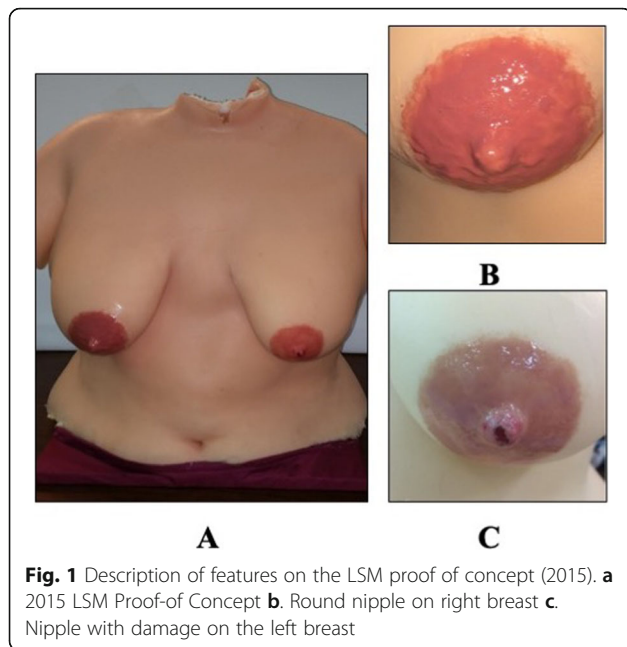 A
B
C
Fig. 1 Description of features on the LSM proof of concept (2015). a
2015 LSM Proof-of Concept b. Round nipple on right breast c.
Nipple with damage on the left breast